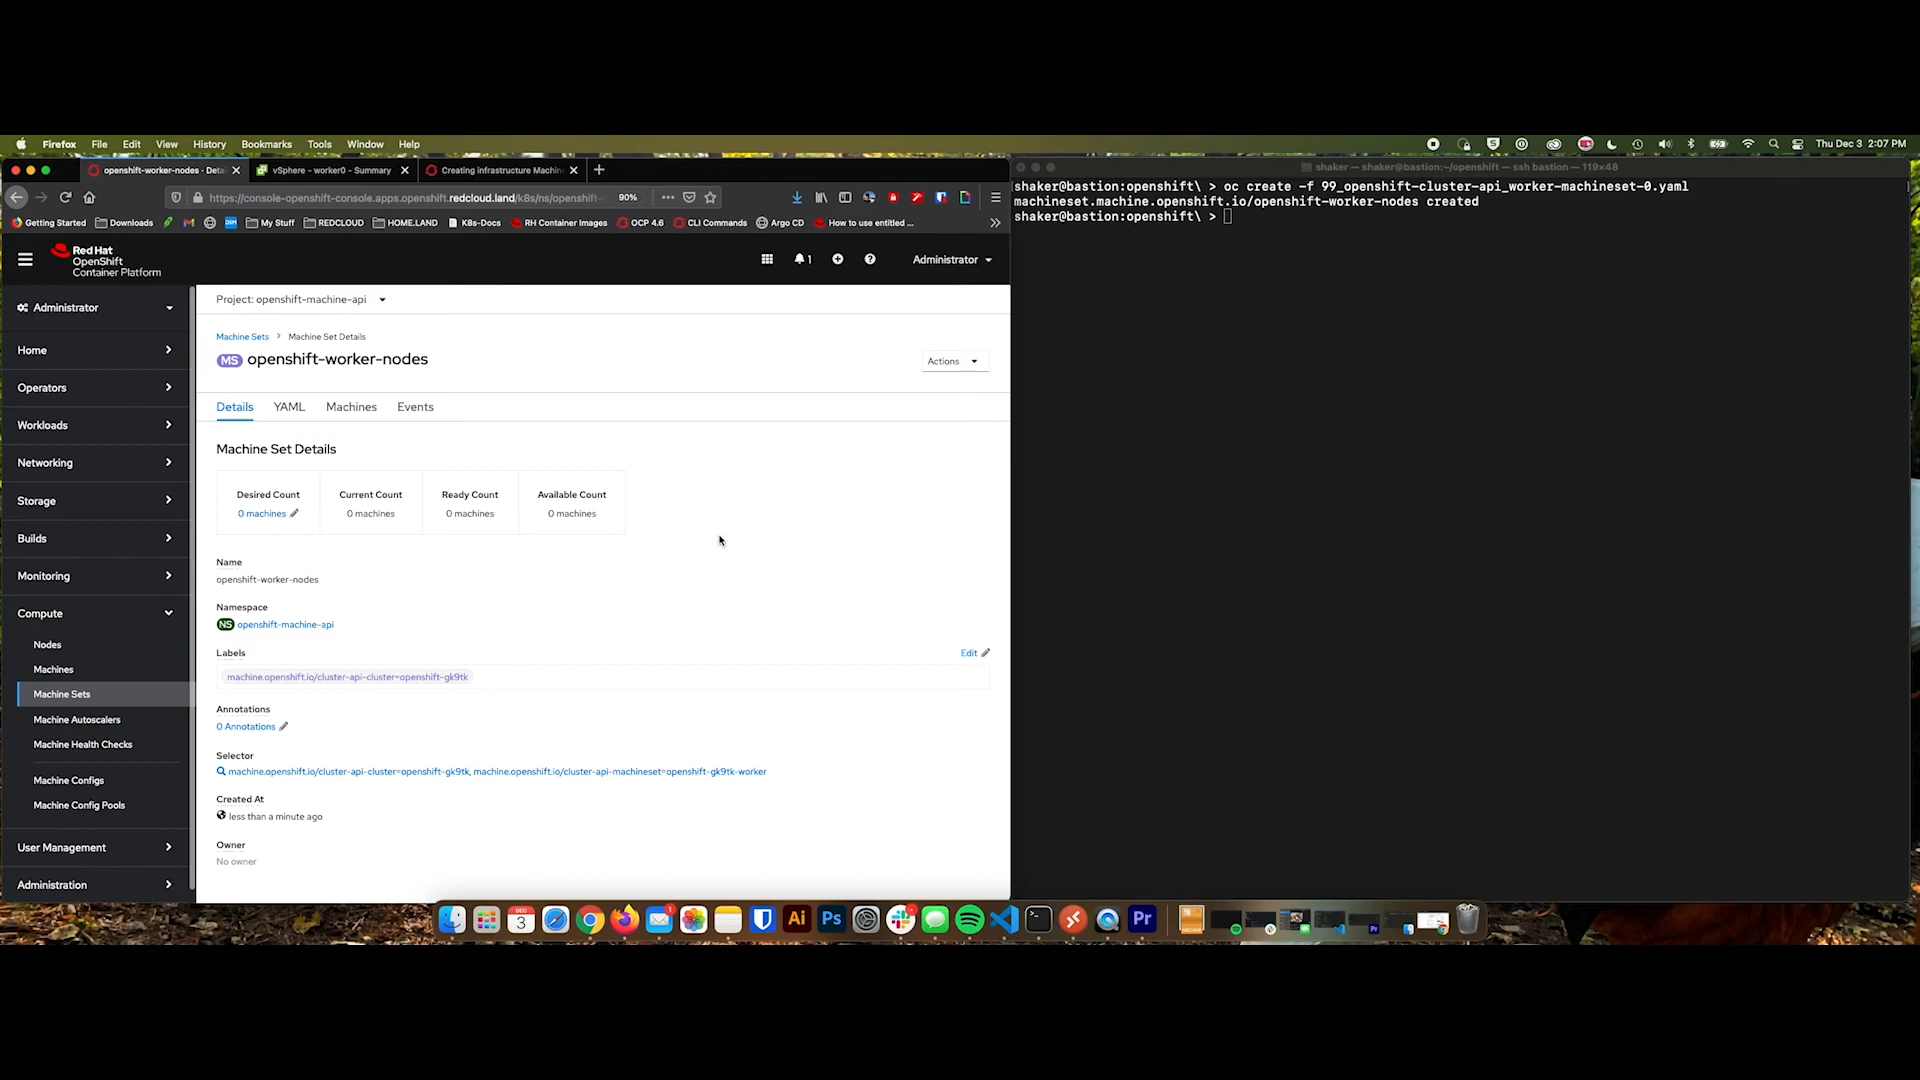 Firefox File Edit View History Bookmarks Tools Window Help
Thu Dec 3 2:07 PM
openshift-worker-nodes - Deta
vSphere - worker0 - Summary
Creating infrastructure Machin
https://console-openshift-console.apps.openshift.redcloud.land/k8s/ns/openshift-
90%
Getting Started Downloads DSM My Stuff REDCLOUD HOME.LAND K8s-Docs RH Container Images OCP 4.6 CLI Commands Argo CD How to use entitled ...
Red Hat
OpenShift
Container Platform
1
Administrator
Administrator
Home
Operators
Workloads
Networking
Storage
Builds
Monitoring
Compute
Nodes
Machines
Machine Sets
Machine Autoscalers
Machine Health Checks
Machine Configs
Machine Config Pools
User Management
Administration
Project: openshift-machine-api
Machine Sets > Machine Set Details
MS openshift-worker-nodes
Actions
Details YAML Machines Events
Machine Set Details
Desired Count Current Count Ready Count Available Count
0 machines 0 machines 0 machines 0 machines
Name
openshift-worker-nodes
Namespace
NS openshift-machine-api
Labels
Edit
machine.openshift.io/cluster-api-cluster=openshift-gk9tk
Annotations
0 Annotations
Selector
machine.openshift.io/cluster-api-cluster=openshift-gk9tk, machine.openshift.io/cluster-api-machineset=openshift-gk9tk-worker
Created At
less than a minute ago
Owner
No owner
shaker — shaker@bastion:~/openshift — ssh bastion — 119×48
shaker@bastion:openshift\ > oc create -f 99_openshift-cluster-api_worker-machineset-0.yaml
machineset.machine.openshift.io/openshift-worker-nodes created
shaker@bastion:openshift\ >
DEC
3
1
Ai
Ps
Pr